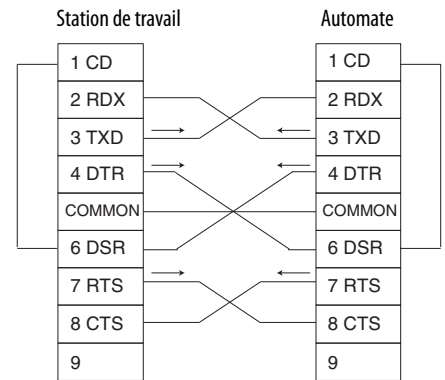 Station de travail Automate
1 CD 1 CD
2 RDX 2 RDX
3 TXD 3 TXD
4 DTR 4 DTR
COMMON COMMON
6 DSR 6 DSR
7 RTS 7 RTS
8 CTS 8 CTS
9 9